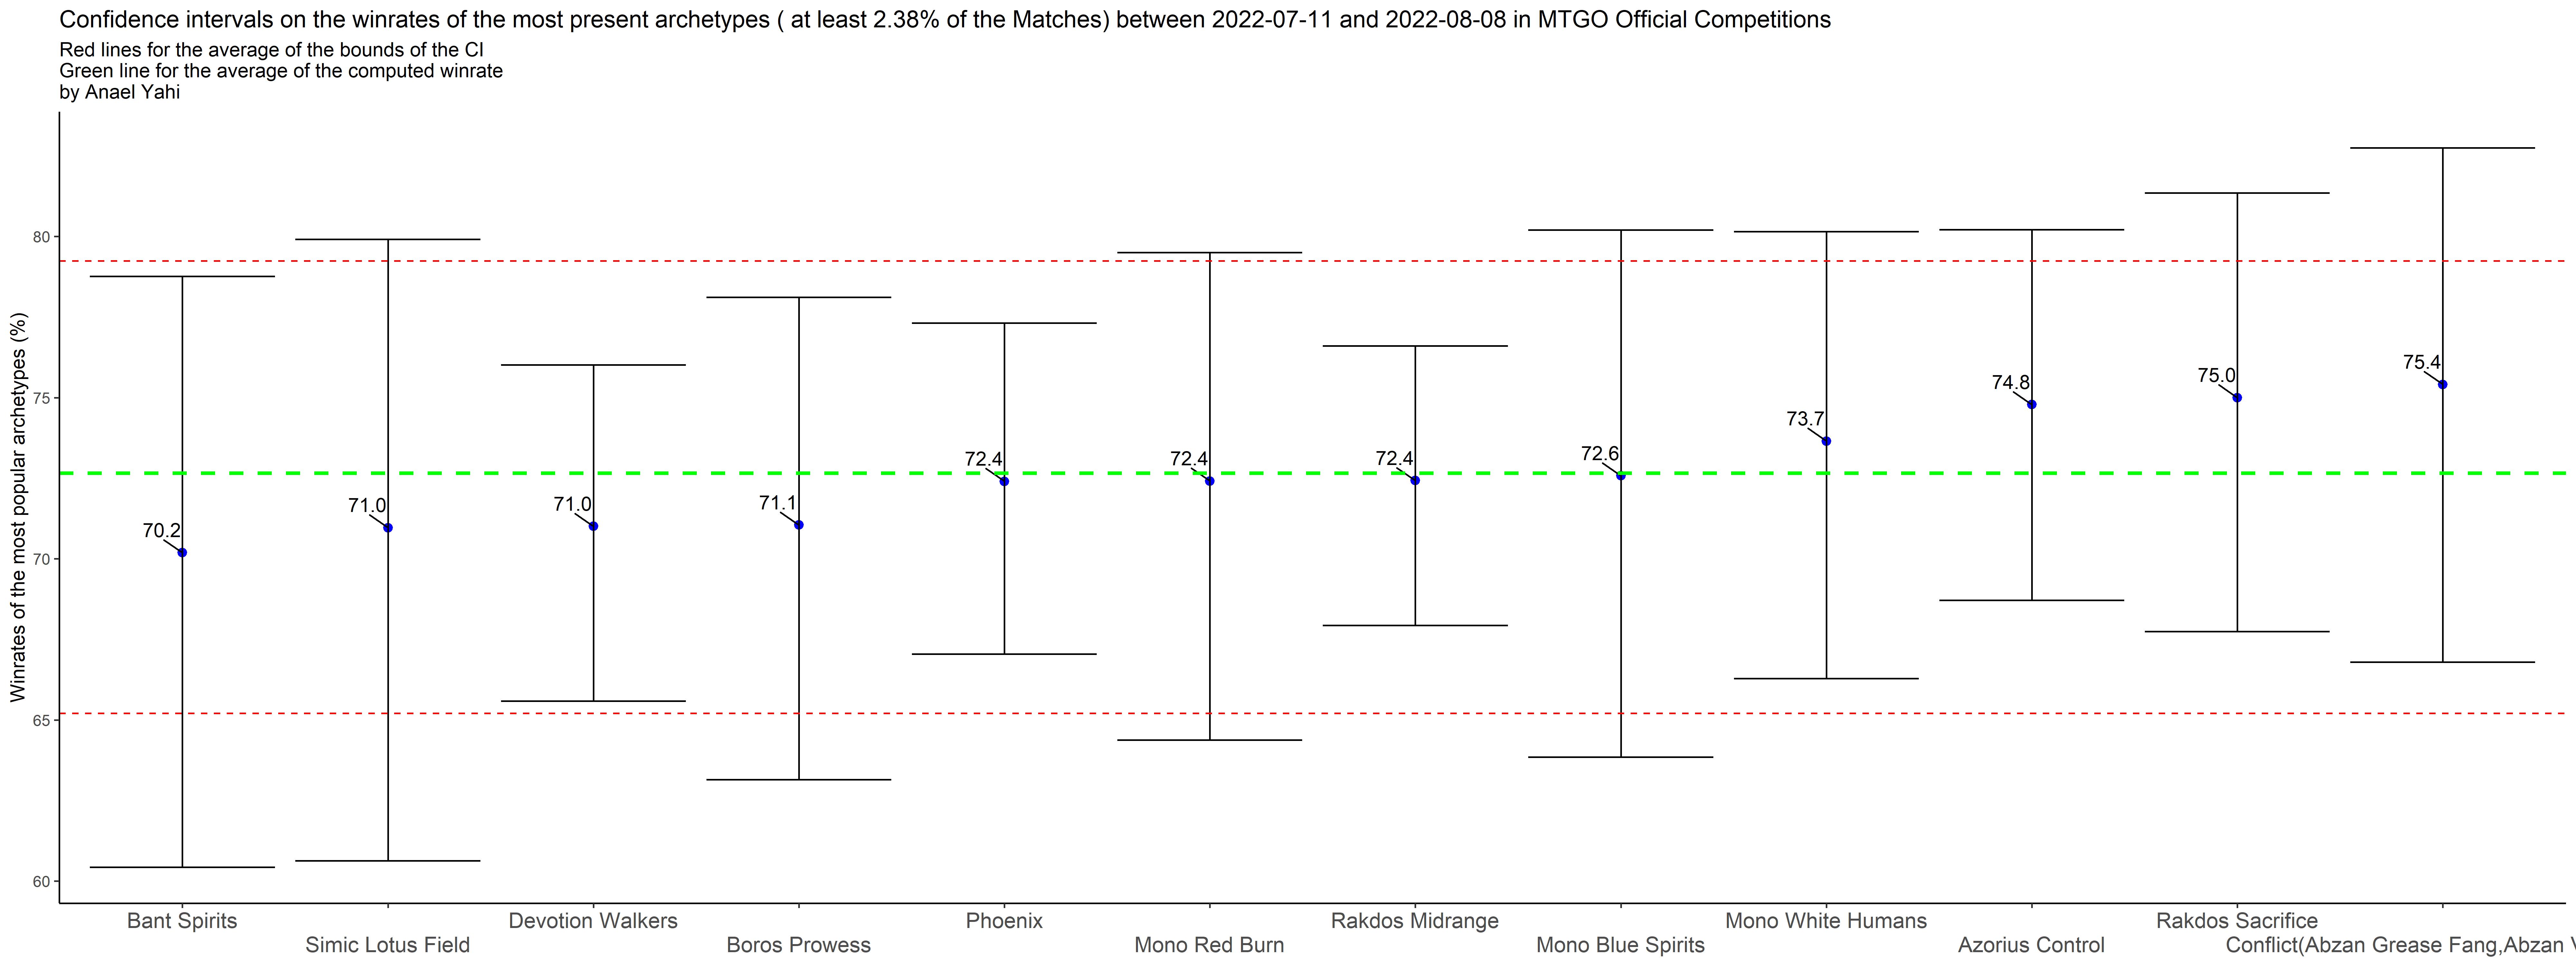 Confidence intervals on the winrates of the most present archetypes ( at least 2.38% of the Matches) between 2022-07-11 and 2022-08-08 in MTGO Official Competitions
Red lines for the average of the bounds of the CI
Green line for the average of the computed winrate
by Anael Yahi
Winrates of the most popular archetypes (%)
80
75
70
65
60
70.2
71.0
71.0
71.1
72.4
72.4
72.4
72.6
73.7
74.8
75.0
75.4
Bant Spirits
Simic Lotus Field
Devotion Walkers
Boros Prowess
Phoenix
Mono Red Burn
Rakdos Midrange
Mono Blue Spirits
Mono White Humans
Azorius Control
Rakdos Sacrifice
Conflict(Abzan Grease Fang,Abzan